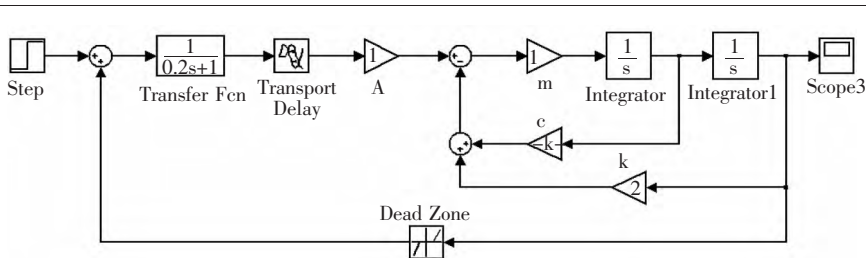 Step
++
1
0.2s+1
Transfer Fcn
Transport
Delay
1
A
+-
1
m
1
s
Integrator
1
s
Integrator1
Scope3
c
-k-
++
k
2
Dead Zone